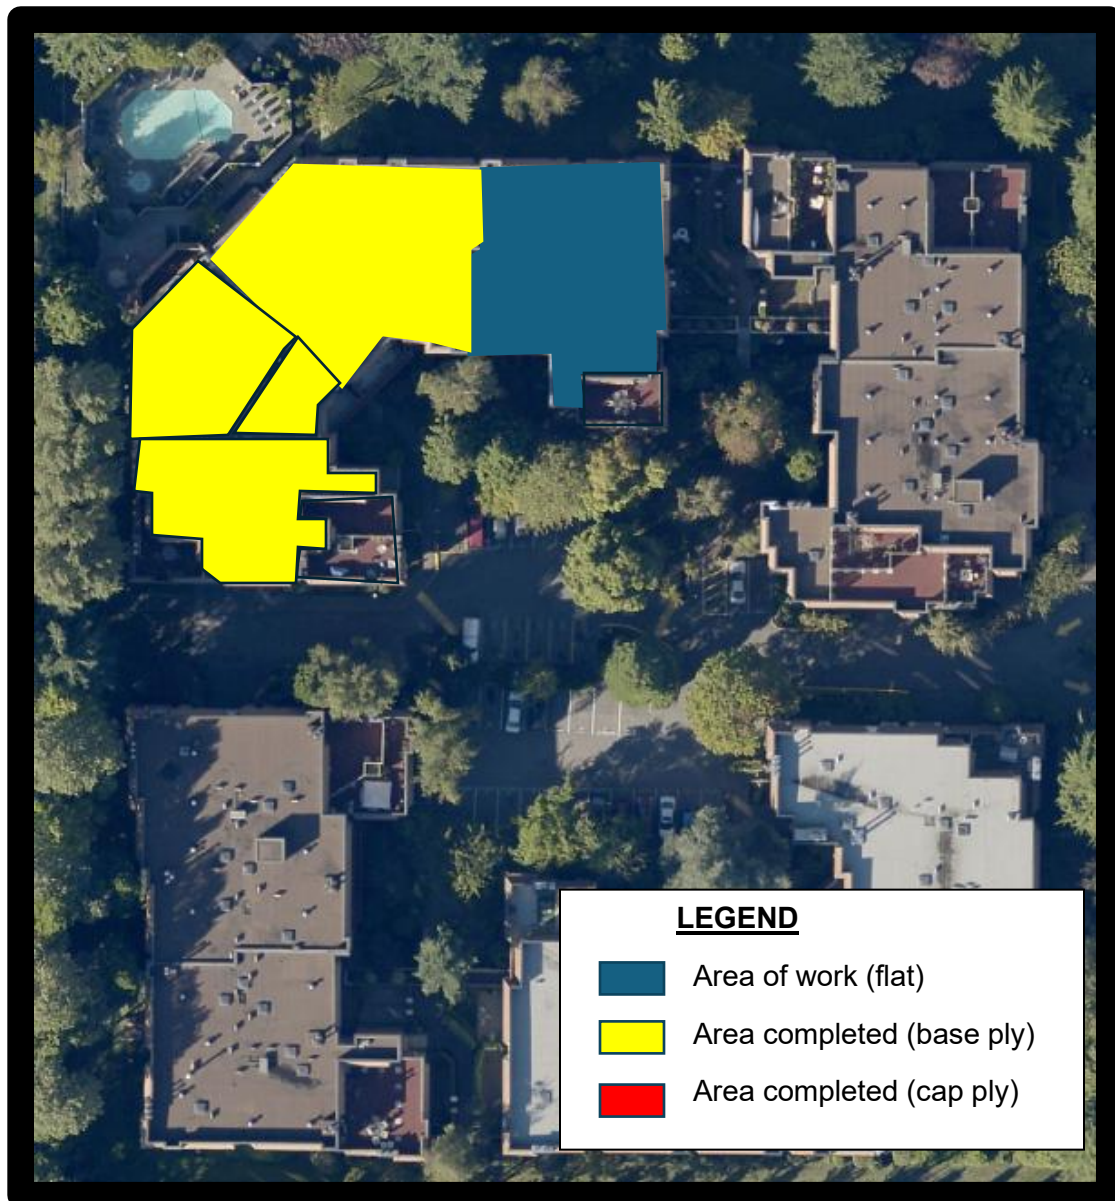 LEGEND
Area of work (flat)
Area completed (base ply)
Area completed (cap ply)